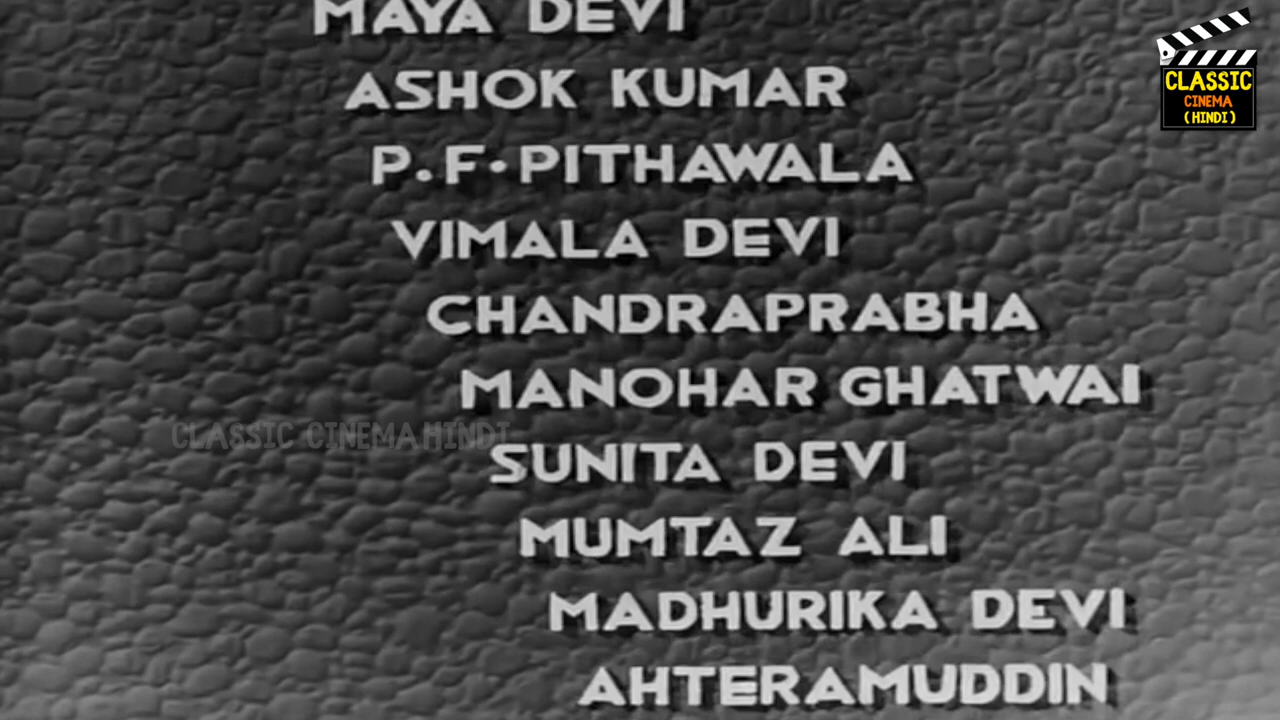 MAYA DEVI
ASHOK KUMAR
P.F.PITHAWALA
VIMALA DEVI
CHANDRAPRABHA
MANOHAR GHATWAI
SUNITA DEVI
MUMTAZ ALI
MADHURIKA DEVI
AHTERAMUDDIN
CLASSIC
CINEMA
(HINDI)
CLASSIC CINEMA HINDI